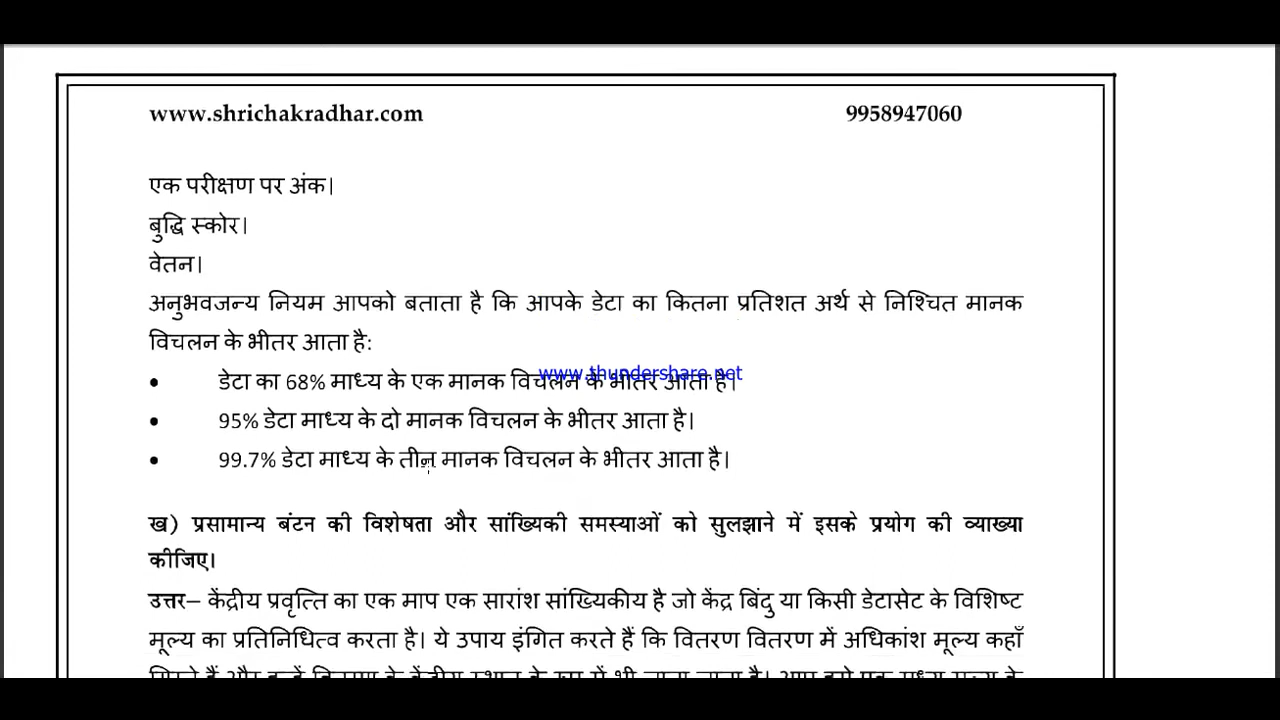 www.shrichakradhar.com 9958947060
एक परीक्षण पर अंक।
बुद्धि स्कोर।
वेतन।
अनुभवजन्य नियम आपको बताता है कि आपके डेटा का कितना प्रतिशत अर्थ से निश्चित मानक
विचलन के भीतर आता है:
• डेटा का 68% माध्य के एक मानक विचलन के भीतर आता है।
www.thundershare.net
• 95% डेटा माध्य के दो मानक विचलन के भीतर आता है।
• 99.7% डेटा माध्य के तीन मानक विचलन के भीतर आता है।
ख) प्रसामान्य बंटन की विशेषता और सांख्यिकी समस्याओं को सुलझाने में इसके प्रयोग की व्याख्या
कीजिए।
उत्तर– केंद्रीय प्रवृत्ति का एक माप एक सारांश सांख्यिकीय है जो केंद्र बिंदु या किसी डेटासेट के विशिष्ट
मूल्य का प्रतिनिधित्व करता है। ये उपाय इंगित करते हैं कि वितरण वितरण में अधिकांश मूल्य कहाँ